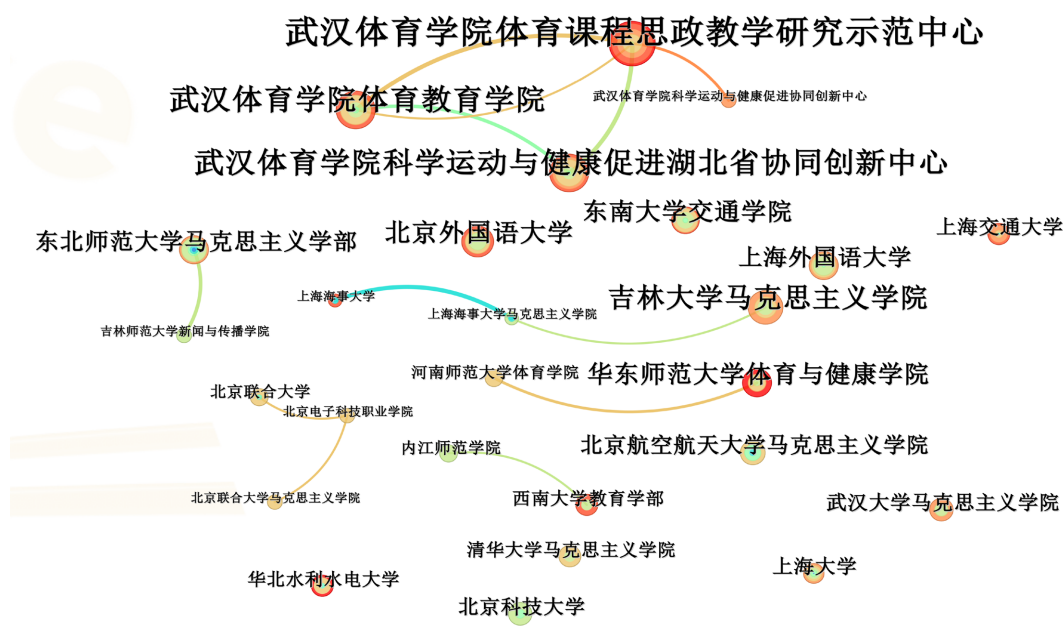 武汉体育学院体育课程思政教学研究示范中心
武汉体育学院体育教育学院
武汉体育学院科学运动与健康促进协同创新中心
武汉体育学院科学运动与健康促进湖北省协同创新中心
东南大学交通学院
上海交通大学
北京外国语大学
东北师范大学马克思主义学部
上海外国语大学
上海海事大学
吉林大学马克思主义学院
上海海事大学马克思主义学院
吉林师范大学新闻与传播学院
河南师范大学体育学院
华东师范大学体育与健康学院
北京联合大学
北京电子科技职业学院
内江师范学院
北京航空航天大学马克思主义学院
北京联合大学马克思主义学院
西南大学教育学部
武汉大学马克思主义学院
清华大学马克思主义学院
上海大学
华北水利水电大学
北京科技大学